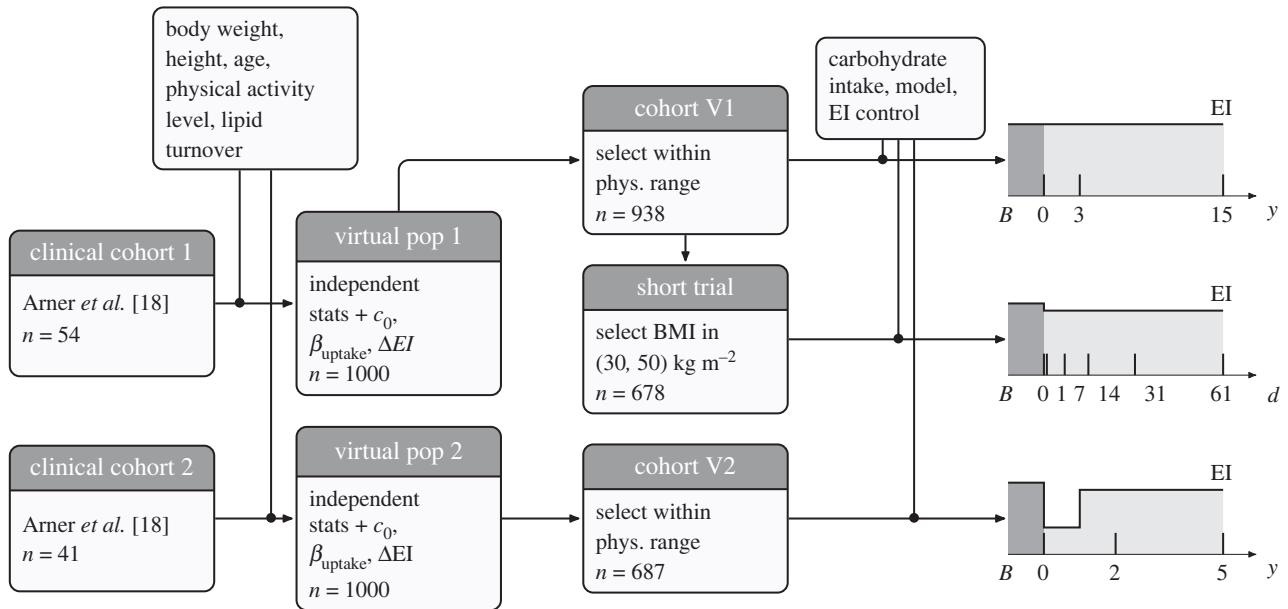 body weight,
height, age,
physical activity
level, lipid
turnover
clinical cohort 1
Arner et al. [18]
n = 54
virtual pop 1
independent
stats + c₀,
βuptake, ΔEI
n = 1000
cohort V1
select within
phys. range
n = 938
short trial
select BMI in
(30, 50) kg m⁻²
n = 678
carbohydrate
intake, model,
EI control
EI
B 0 3 15 y
EI
B 0 1 7 14 31 61 d
clinical cohort 2
Arner et al. [18]
n = 41
virtual pop 2
independent
stats + c₀,
βuptake, ΔEI
n = 1000
cohort V2
select within
phys. range
n = 687
EI
B 0 2 5 y